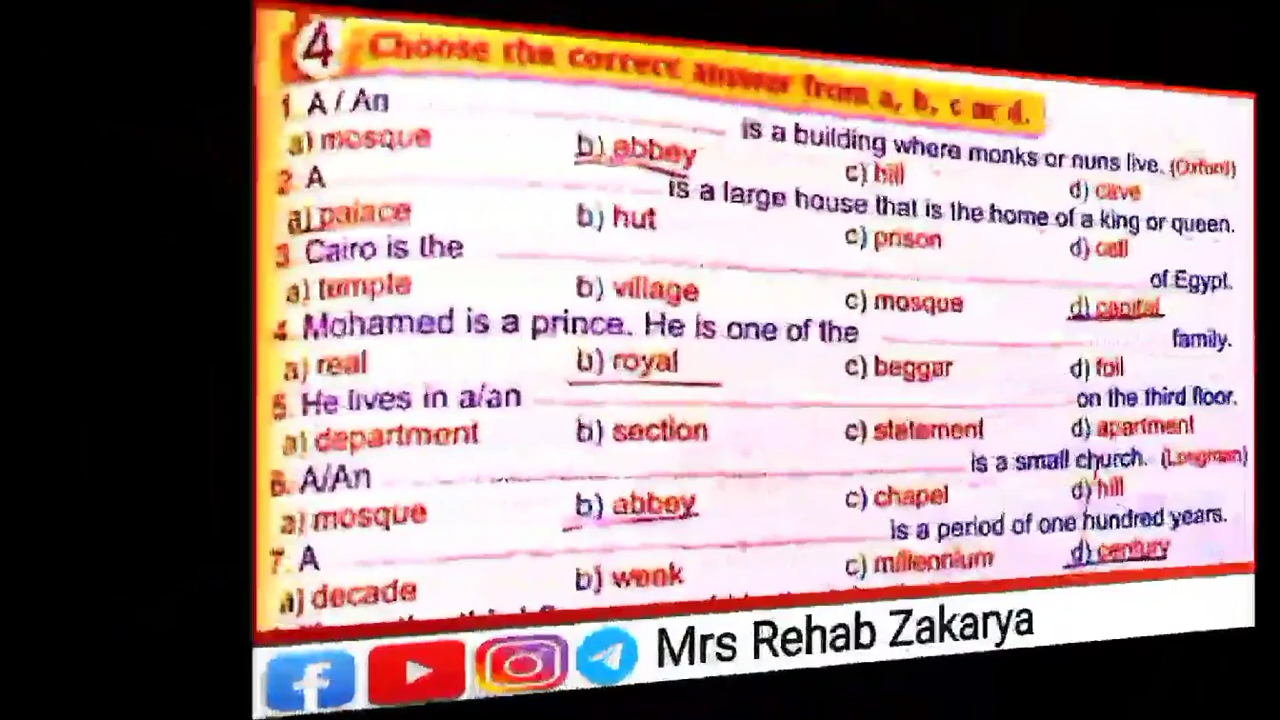 4 Choose the correct answer from a, b, c or d.
1. A / An ______ is a building where monks or nuns live. (Oxford)
a) mosque b) abbey c) hill d) cave
2. A ______ is a large house that is the home of a king or queen.
a) palace b) hut c) prison d) cell
3. Cairo is the ______ of Egypt.
a) temple b) village c) mosque d) capital
4. Mohamed is a prince. He is one of the ______ family.
a) real b) royal c) beggar d) foil
5. He lives in a/an ______ on the third floor.
a) department b) section c) statement d) apartment
6. A/An ______ is a small church. (Longman)
a) mosque b) abbey c) chapel d) hill
7. A ______ is a period of one hundred years.
a) decade b) week c) millennium d) century
Mrs Rehab Zakarya